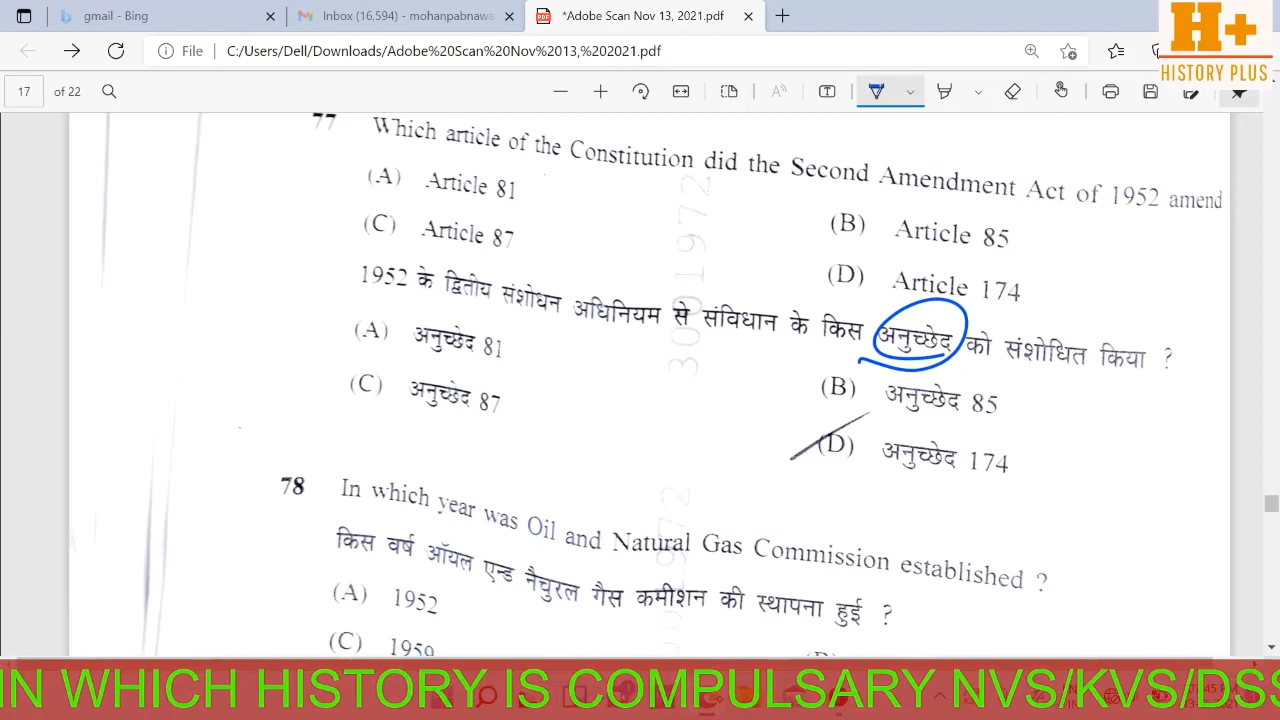 gmail - Bing
Inbox (16,594) - mohanpabnawa
*Adobe Scan Nov 13, 2021.pdf
File C:/Users/Dell/Downloads/Adobe%20Scan%20Nov%2013,%202021.pdf
H+
HISTORY PLUS
17 of 22
77 Which article of the Constitution did the Second Amendment Act of 1952 amend
(A) Article 81
(B) Article 85
(C) Article 87
(D) Article 174
1952 के द्वितीय संशोधन अधिनियम से संविधान के किस अनुच्छेद को संशोधित किया ?
(A) अनुच्छेद 81
(B) अनुच्छेद 85
(C) अनुच्छेद 87
(D) अनुच्छेद 174
3001972
78 In which year was Oil and Natural Gas Commission established ?
किस वर्ष ऑयल एन्ड नैचुरल गैस कमीशन की स्थापना हुई ?
(A) 1952
(C) 1959
IN WHICH HISTORY IS COMPULSARY NVS/KVS/DSS